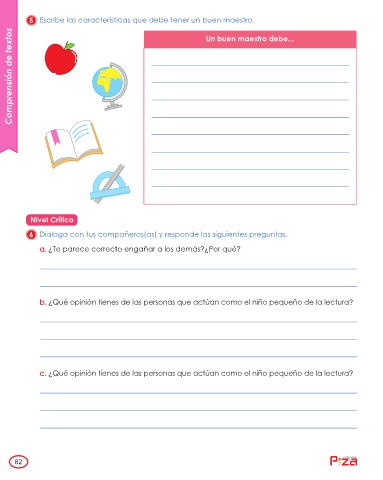 Comprensión de textos
5 Escribe las características que debe tener un buen maestro.
Un buen maestro debe...
Nivel Crítico
6 Dialoga con tus compañeros(as) y responde las siguientes preguntas.
a. ¿Te parece correcto engañar a los demás?¿Por qué?
b. ¿Qué opinión tienes de las personas que actúan como el niño pequeño de la lectura?
c. ¿Qué opinión tienes de las personas que actúan como el niño pequeño de la lectura?
82